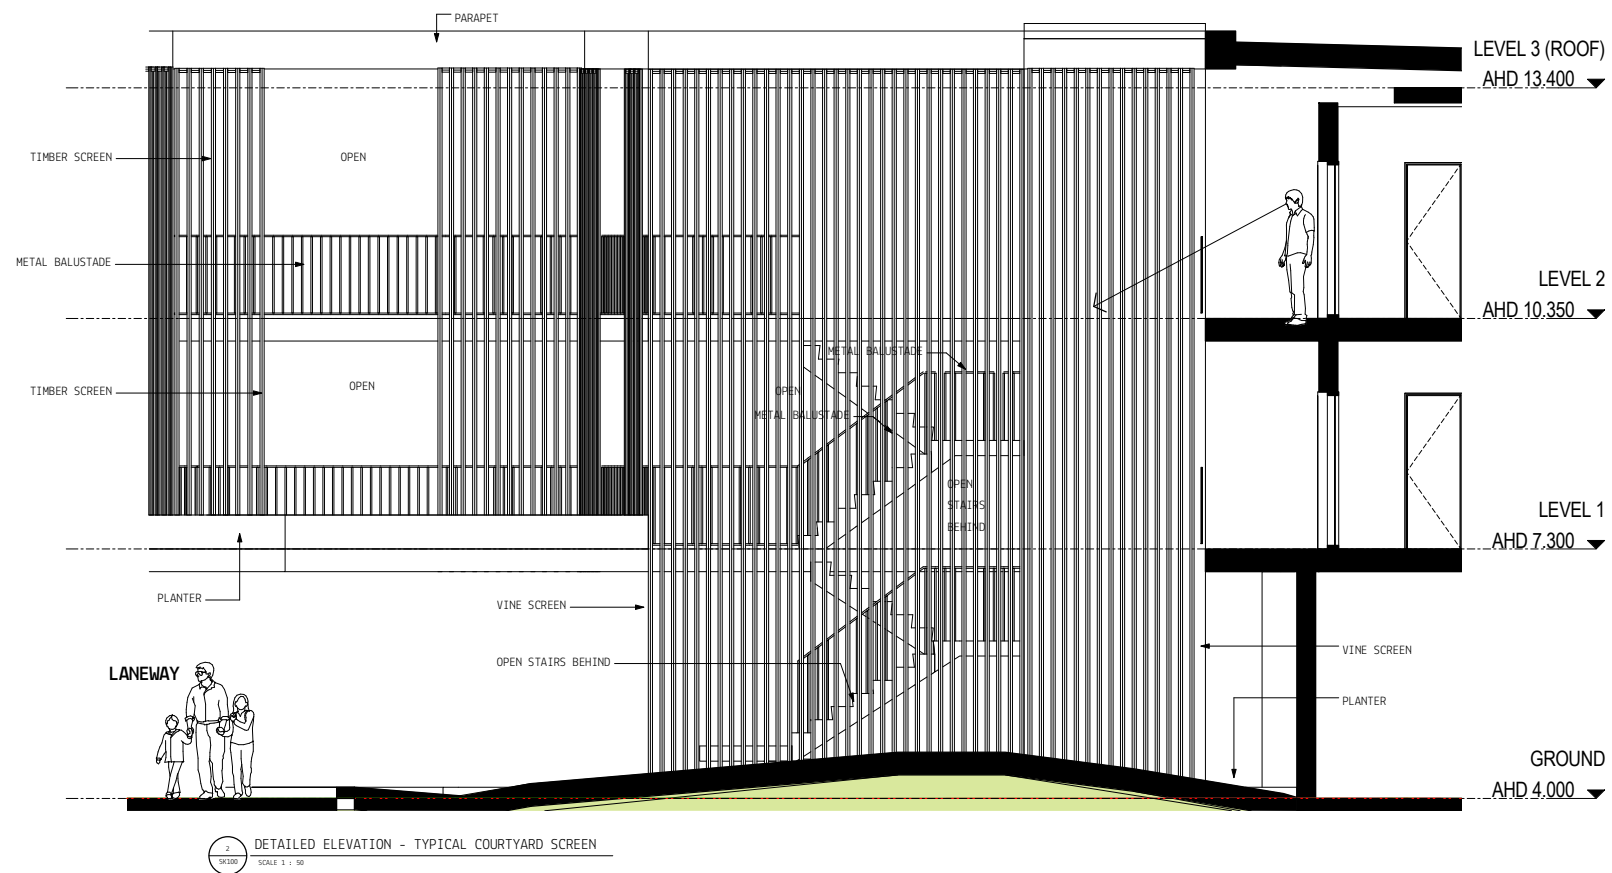 PARAPET
LEVEL 3 (ROOF)
AHD 13.400
TIMBER SCREEN
OPEN
METAL BALUSTADE
LEVEL 2
AHD 10.350
METAL BALUSTADE
TIMBER SCREEN
OPEN
OPEN
METAL BALUSTADE
OPEN
STAIRS
BEHIND
LEVEL 1
AHD 7.300
PLANTER
VINE SCREEN
OPEN STAIRS BEHIND
VINE SCREEN
LANEWAY
PLANTER
GROUND
AHD 4.000
2
SK100
DETAILED ELEVATION - TYPICAL COURTYARD SCREEN
SCALE 1 : 50